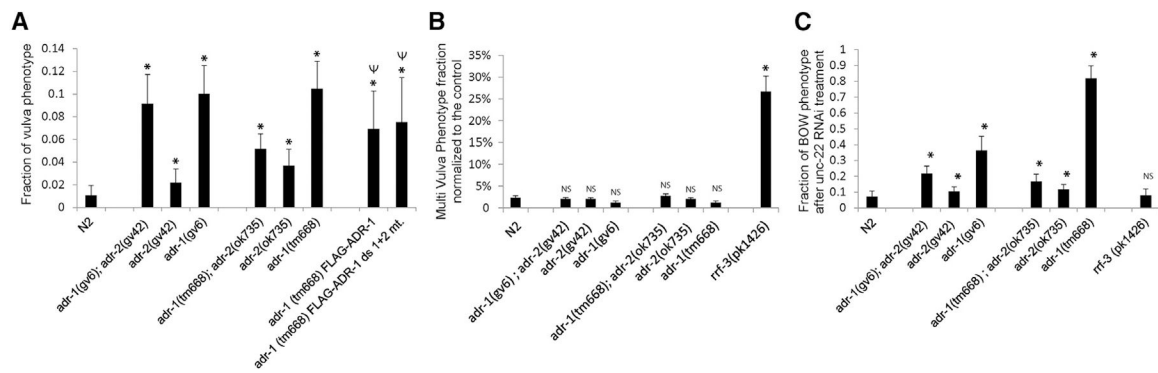 A
Fraction of vulva phenotype
0.14
0.12
0.1
0.08
0.06
0.04
0.02
0
*
*
*
*
*
*
Ψ
*
Ψ
*
N2
adr-1(gv6); adr-2(gv42)
adr-2(gv42)
adr-1(gv6)
adr-1(tm668); adr-2(ok735)
adr-2(ok735)
adr-1(tm668)
adr-1 (tm668) FLAG-ADR-1
adr-1 (tm668) FLAG-ADR-1 ds 1+2 mt.
B
Multi Vulva Phenotype fraction
normalized to the control
35%
30%
25%
20%
15%
10%
5%
0%
NS
NS
NS
NS
NS
NS
*
N2
adr-1(gv6) ; adr-2(gv42)
adr-2(gv42)
adr-1(gv6)
adr-1(tm668); adr-2(ok735)
adr-2(ok735)
adr-1(tm668)
rrf-3(pk1426)
C
Fraction of BOW phenotype
after unc-22 RNAi treatment
1
0.9
0.8
0.7
0.6
0.5
0.4
0.3
0.2
0.1
0
*
*
*
*
*
*
NS
N2
adr-1(gv6); adr-2(gv42)
adr-2(gv42)
adr-1(gv6)
adr-1(tm668) ; adr-2(ok735)
adr-2(ok735)
adr-1(tm668)
rrf-3 (pk1426)